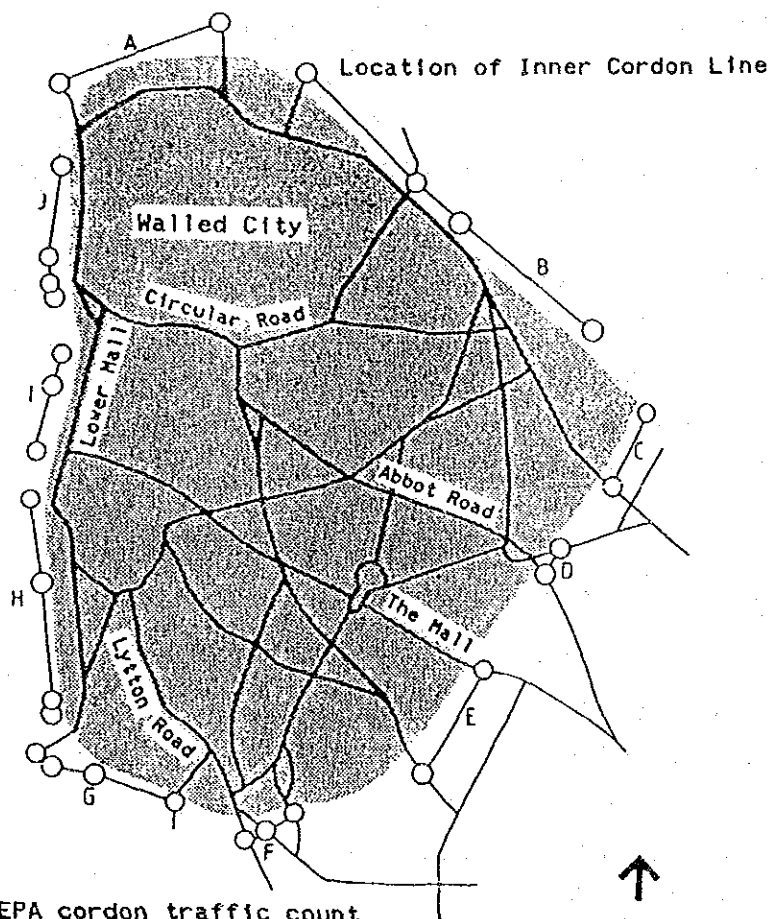 A
Location of Inner Cordon Line
J
Walled City
B
Circular Road
Lower Mall
I
C
Abbot Road
D
H
The Mall
Lytton Road
E
G
F
EPA cordon traffic count